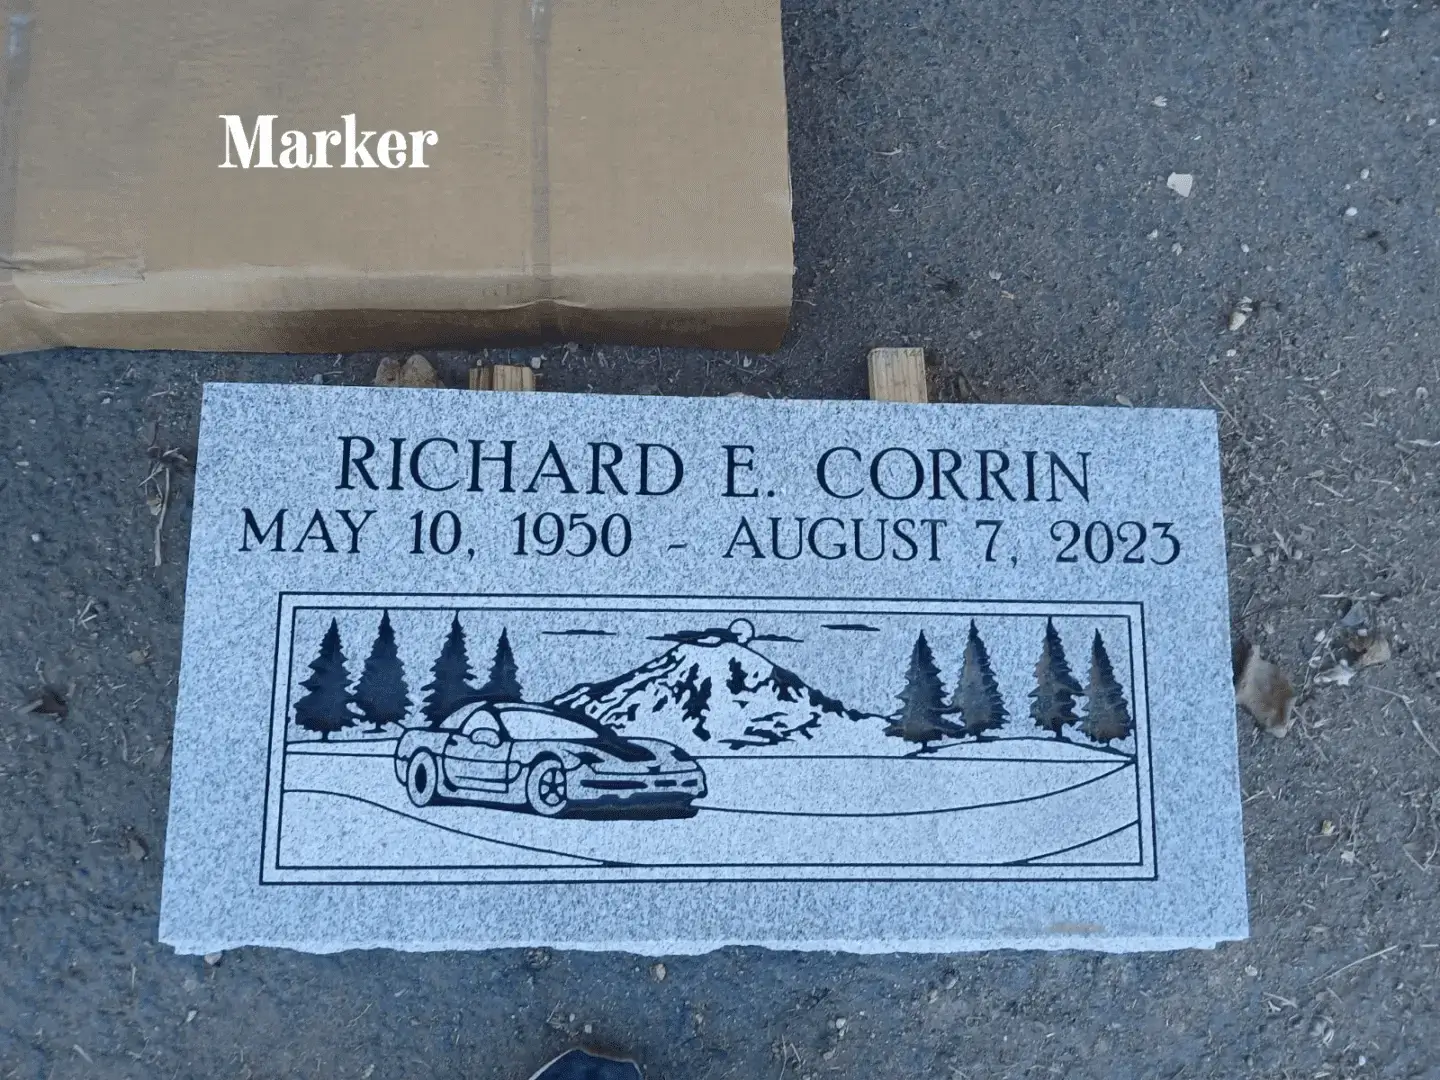 Marker
RICHARD E. CORRIN
MAY 10, 1950 - AUGUST 7, 2023